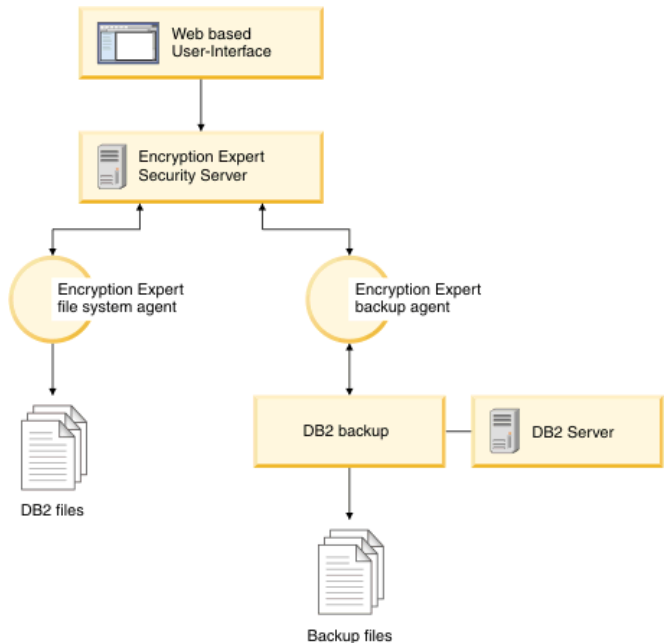 Web based
User-Interface
Encryption Expert
Security Server
Encryption Expert
file system agent
Encryption Expert
backup agent
DB2 backup
DB2 Server
DB2 files
Backup files